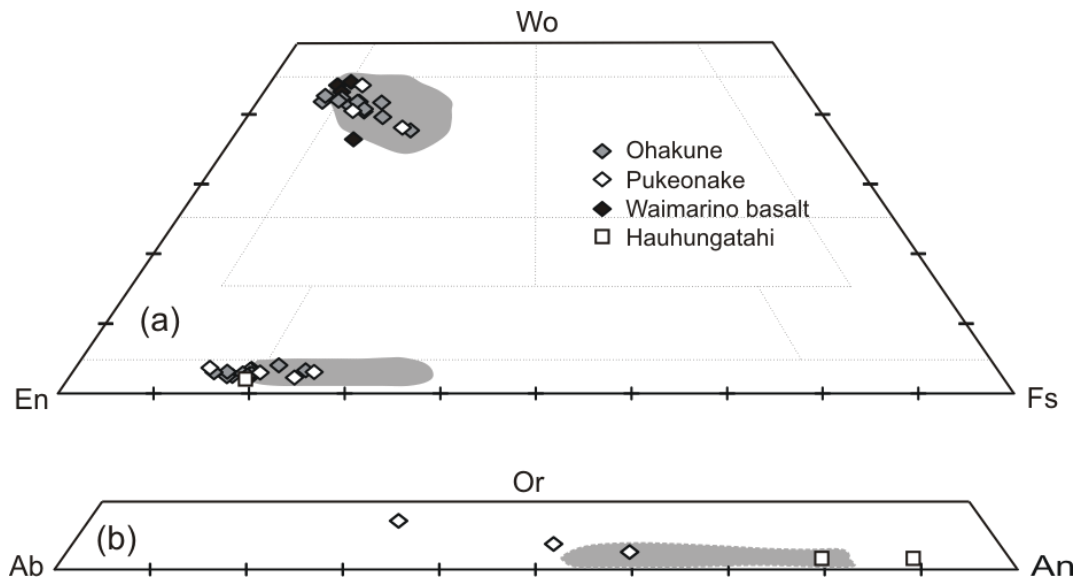 Wo
Ohakune
Pukeonake
Waimarino basalt
Hauhungatahi
(a)
En
Fs
Or
(b)
Ab
An